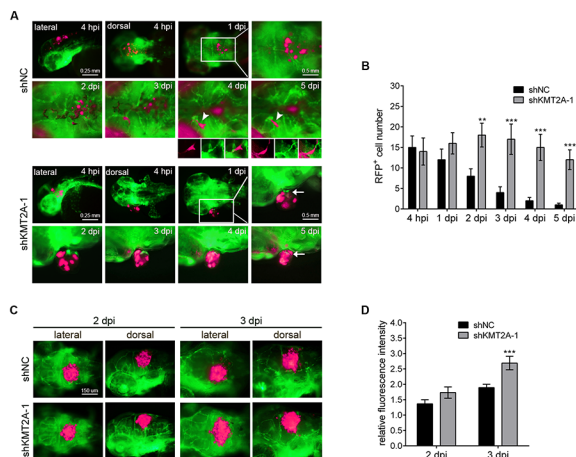 A
lateral 4 hpi
dorsal 4 hpi
1 dpi
0.25 mm
0.5 mm
shNC
2 dpi
3 dpi
4 dpi
5 dpi
lateral 4 hpi
dorsal 4 hpi
1 dpi
0.25 mm
0.5 mm
shKMT2A-1
2 dpi
3 dpi
4 dpi
5 dpi
B
shNC
shKMT2A-1
RFP+ cell number
30
25
20
15
10
5
0
** *** *** ***
4 hpi 1 dpi 2 dpi 3 dpi 4 dpi 5 dpi
C
2 dpi 3 dpi
lateral dorsal lateral dorsal
shNC
150 um
shKMT2A-1
D
shNC
shKMT2A-1
relative fluorescence intensity
4.0
3.5
3.0
2.5
2.0
1.5
1.0
0.5
0
***
2 dpi 3 dpi